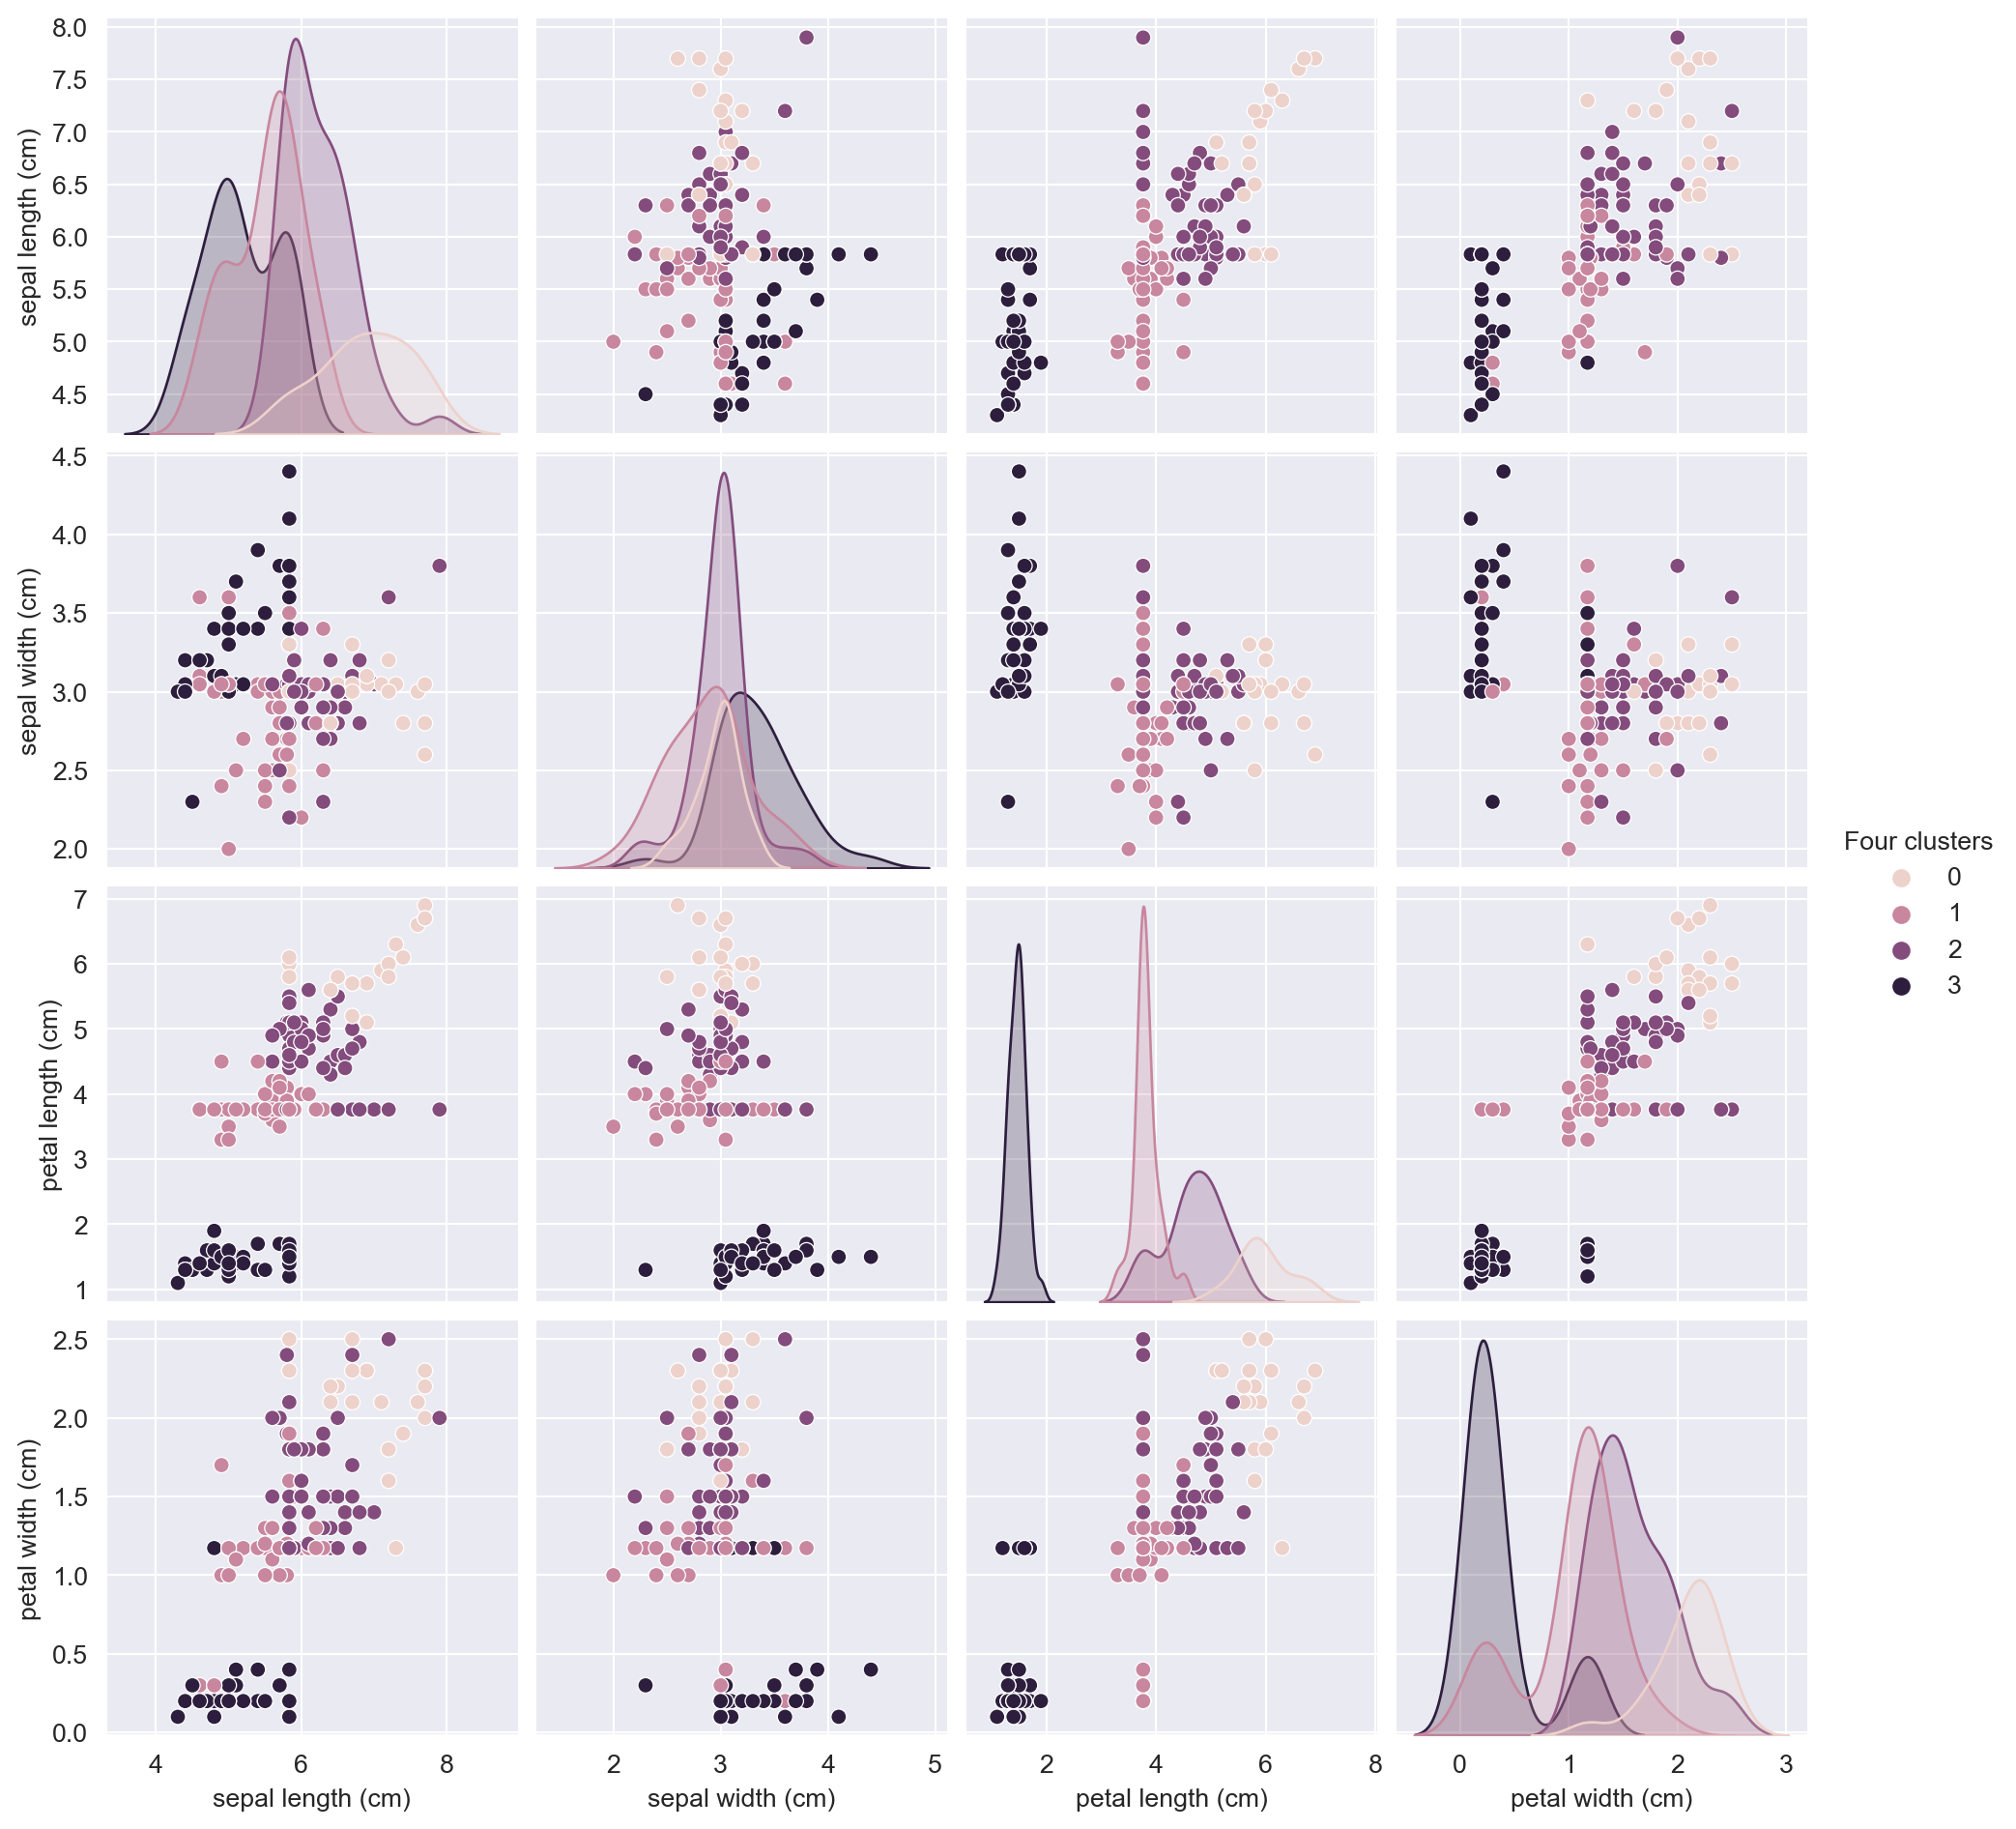 8.0
7.5
7.0
6.5
6.0
5.5
5.0
4.5
sepal length (cm)
4.5
4.0
3.5
3.0
2.5
2.0
sepal width (cm)
7
6
5
4
3
2
1
petal length (cm)
2.5
2.0
1.5
1.0
0.5
0.0
petal width (cm)
4 6 8
sepal length (cm)
2 3 4 5
sepal width (cm)
2 4 6 8
petal length (cm)
0 1 2 3
petal width (cm)
Four clusters
0
1
2
3